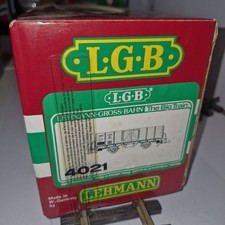 L·G·B·
L·G·B·
LEHMANN-GROSS-BAHN The Big Train
4021
Made in
W.-Germany
LEHMANN